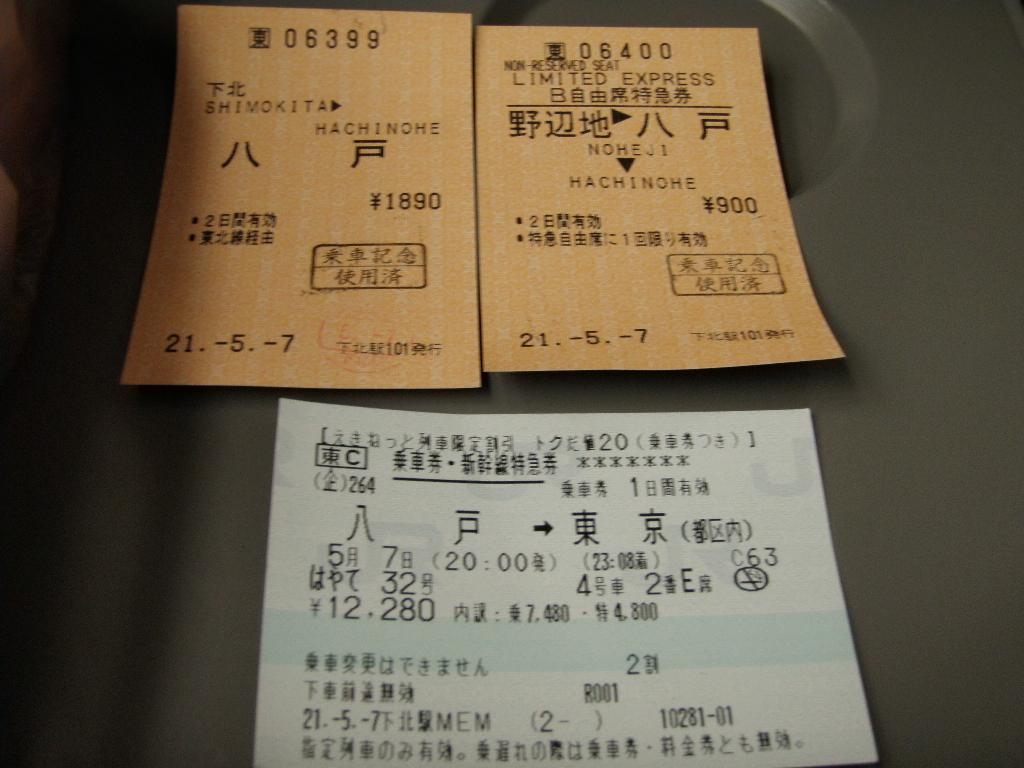 東 06399
下北
SHIMOKITA▶
HACHINOHE
八 戸
¥1890
・2日間有効
・東北線経由
乗車記念
使用済
21.-5.-7 下北駅101発行
東 06400
NON-RESERVED SEAT
LIMITED EXPRESS
B自由席特急券
野辺地▶八 戸
NOHEJI
▼
HACHINOHE
¥900
・2日間有効
・特急自由席に1回限り有効
乗車記念
使用済
21.-5.-7 下北駅101発行
【えきねっと列車限定割引 トクだ値20(乗車券つき)】
東C 乗車券・新幹線特急券 *******
(企)264 乗車券 1日間有効
八 戸 → 東 京(都区内)
5月 7日(20:00発) (23:08着) C63
はやて 32号 4号車 2番E席
¥12,280 内訳:乗7,480・特4,800
乗車変更はできません 2割
下車前途無効 R001
21.-5.-7下北駅MEM (2- ) 10281-01
指定列車のみ有効。乗遅れの際は乗車券・料金券とも無効。